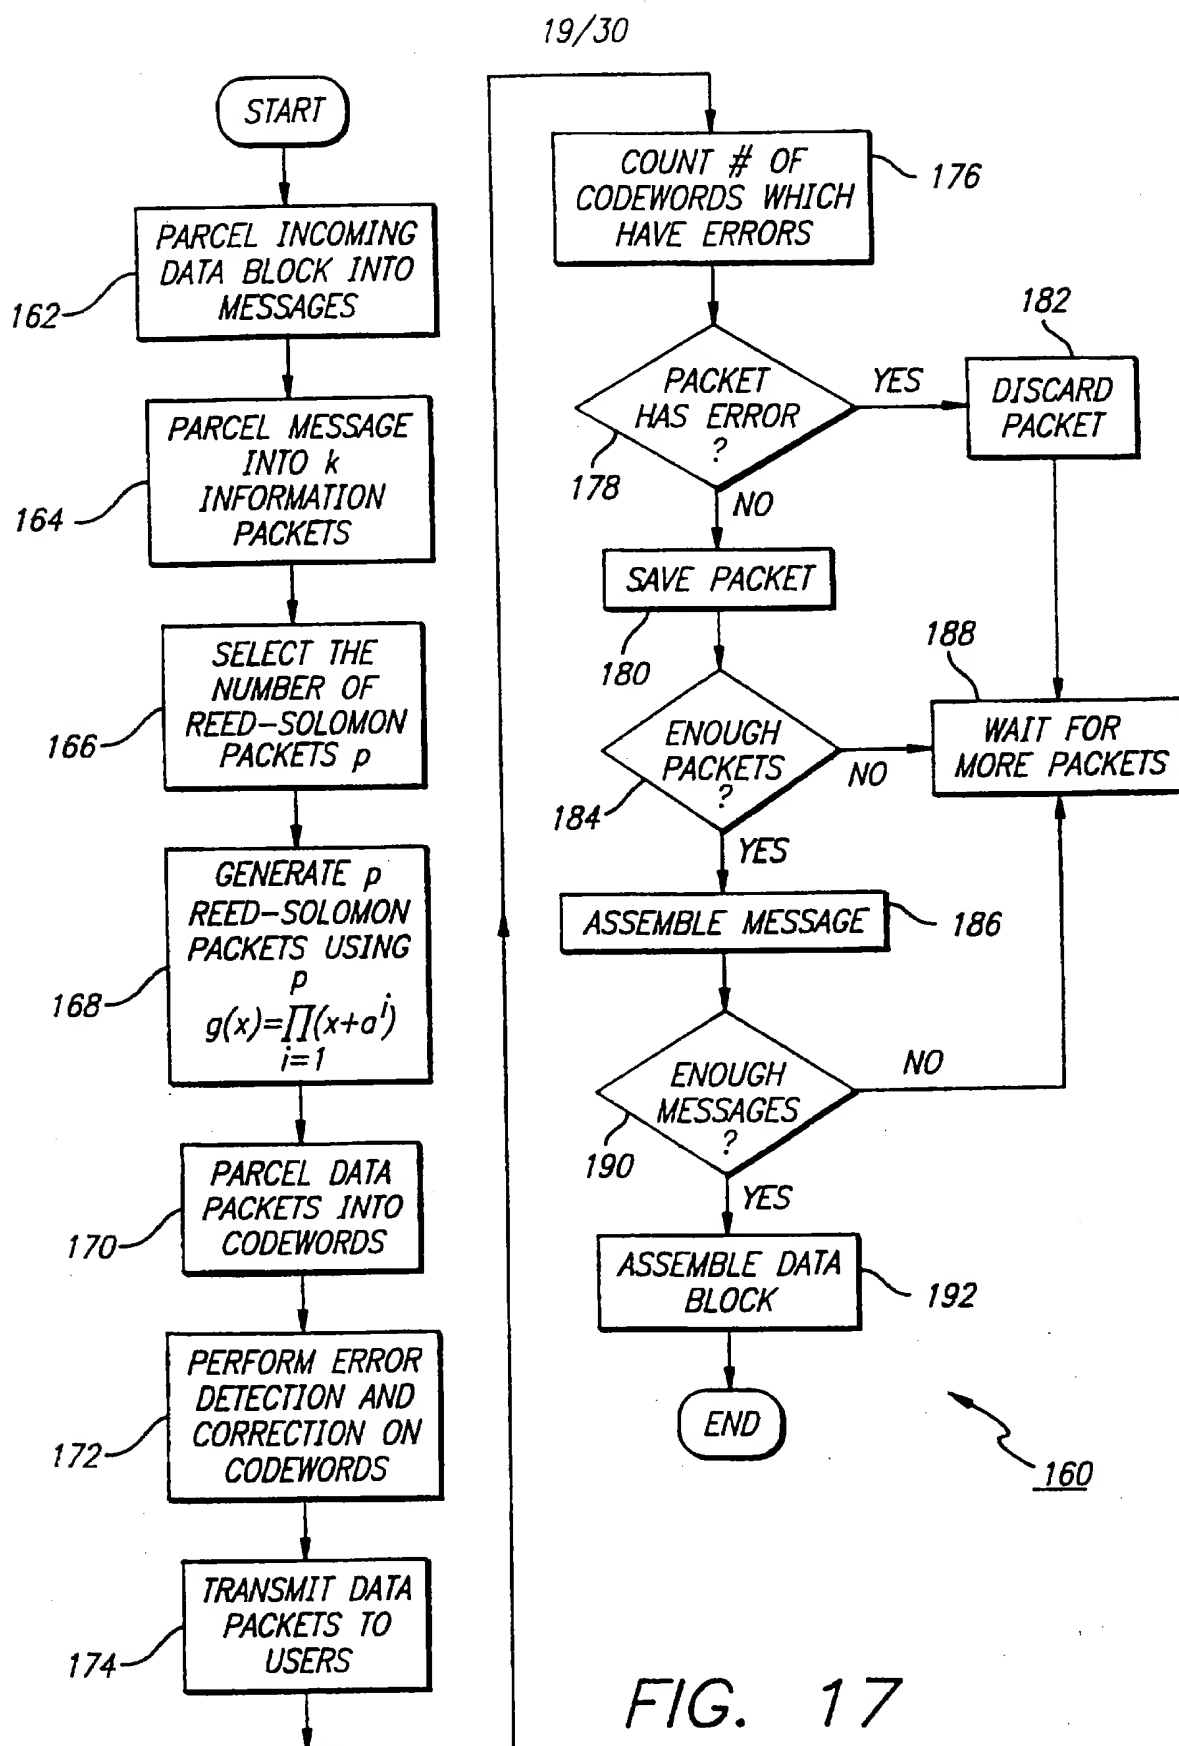 19/30
START
PARCEL INCOMING
DATA BLOCK INTO
MESSAGES
162
PARCEL MESSAGE
INTO k
INFORMATION
PACKETS
164
SELECT THE
NUMBER OF
REED-SOLOMON
PACKETS p
166
GENERATE p
REED-SOLOMON
PACKETS USING
p
g(x)=∏(x+a^i)
i=1
168
PARCEL DATA
PACKETS INTO
CODEWORDS
170
PERFORM ERROR
DETECTION AND
CORRECTION ON
CODEWORDS
172
TRANSMIT DATA
PACKETS TO
USERS
174
COUNT # OF
CODEWORDS WHICH
HAVE ERRORS
176
PACKET
HAS ERROR
?
178
YES
182
DISCARD
PACKET
NO
SAVE PACKET
180
188
ENOUGH
PACKETS
?
184
NO
WAIT FOR
MORE PACKETS
YES
ASSEMBLE MESSAGE
186
ENOUGH
MESSAGES
?
190
NO
YES
ASSEMBLE DATA
BLOCK
192
END
160
FIG. 17